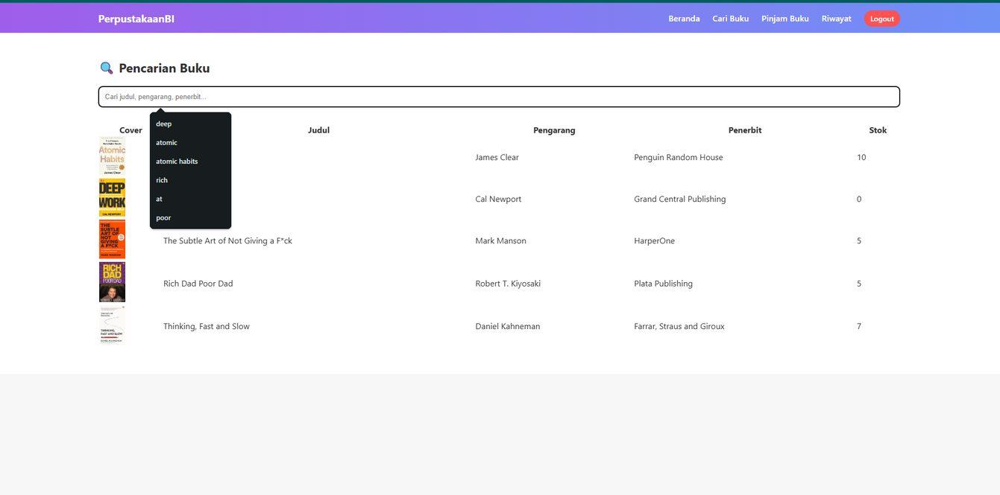 PerpustakaanBI Beranda Cari Buku Pinjam Buku Riwayat Logout
Pencarian Buku
Cari judul, pengarang, penerbit...
deep
atomic
atomic habits
rich
at
poor
Cover Judul Pengarang Penerbit Stok
Atomic
Habits
James Clear
James Clear Penguin Random House 10
DEEP
WORK
CAL NEWPORT
Cal Newport Grand Central Publishing 0
THE
SUBTLE
ART OF
NOT
GIVING
A F*CK
The Subtle Art of Not Giving a F*ck Mark Manson HarperOne 5
RICH
DAD
POOR DAD
Rich Dad Poor Dad Robert T. Kiyosaki Plata Publishing 5
THINKING,
FAST AND SLOW
Thinking, Fast and Slow Daniel Kahneman Farrar, Straus and Giroux 7